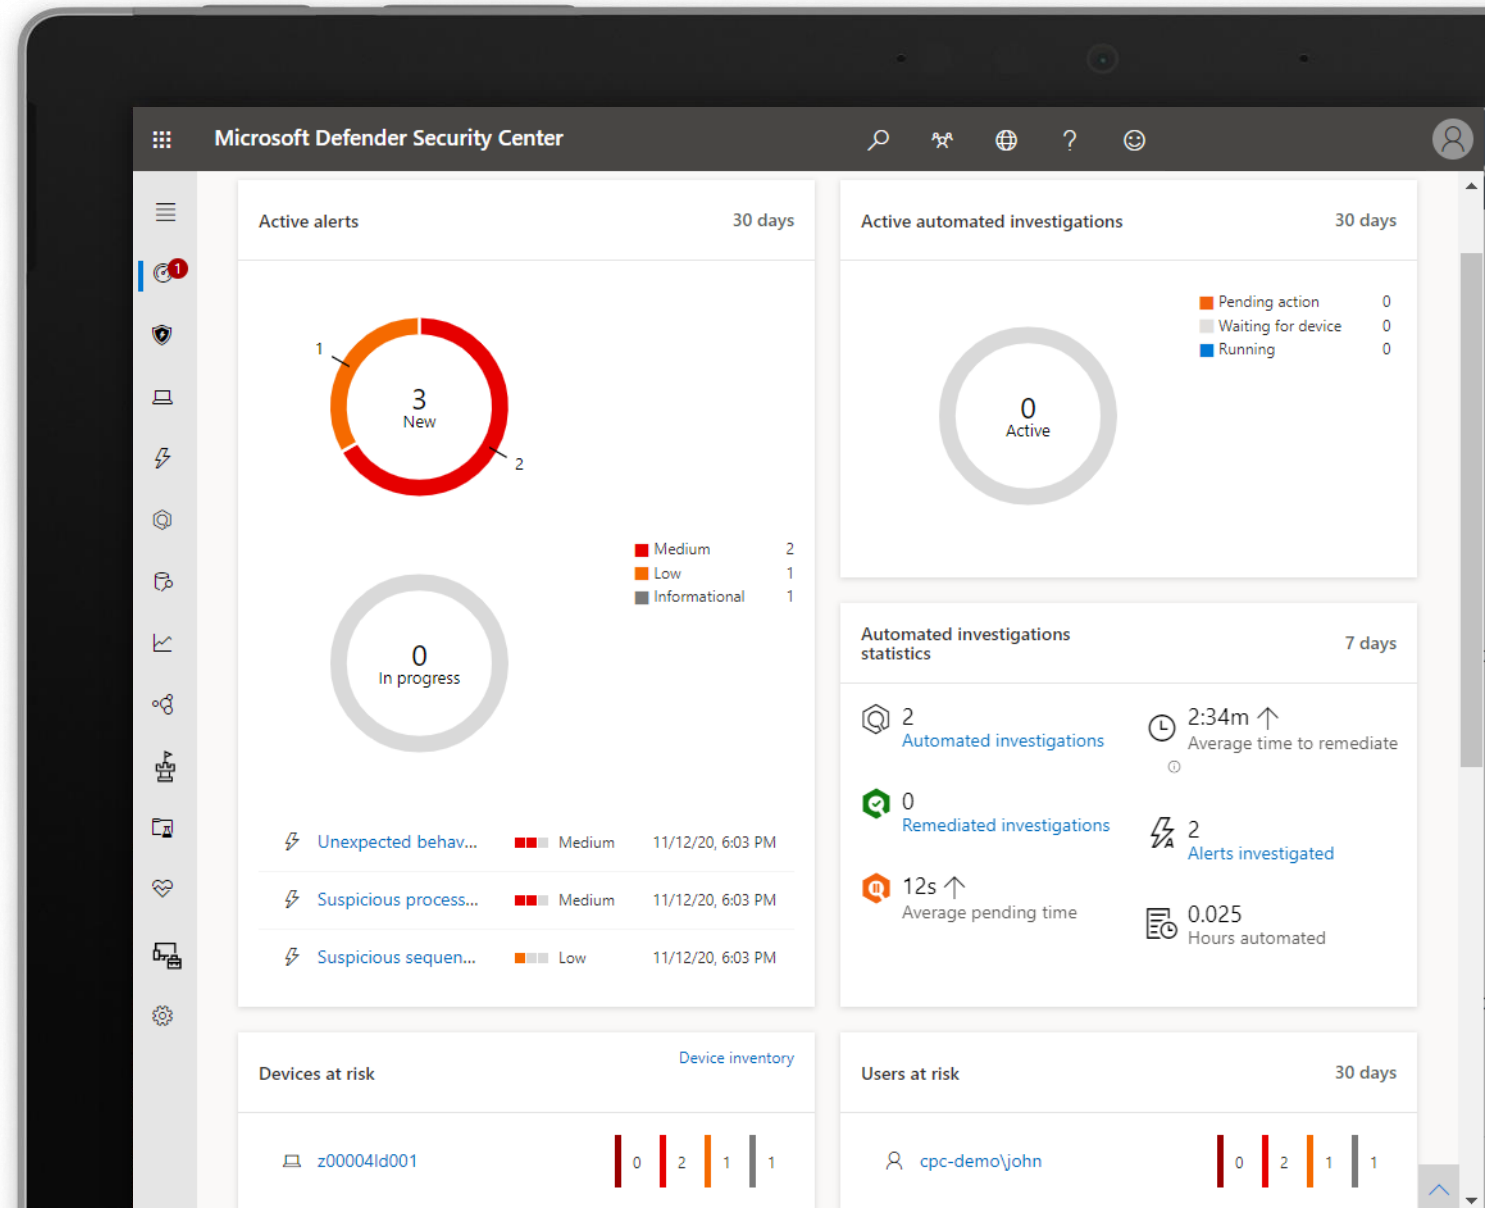 Microsoft Defender Security Center
?
1
Active alerts 30 days
1
3
New
2
Medium 2
Low 1
Informational 1
0
In progress
Unexpected behav... Medium 11/12/20, 6:03 PM
Suspicious process... Medium 11/12/20, 6:03 PM
Suspicious sequen... Low 11/12/20, 6:03 PM
Active automated investigations 30 days
Pending action 0
Waiting for device 0
Running 0
0
Active
Automated investigations
statistics
7 days
2
Automated investigations
2:34m
Average time to remediate
0
Remediated investigations
2
Alerts investigated
12s
Average pending time
0.025
Hours automated
Devices at risk Device inventory
z00004ld001 0 2 1 1
Users at risk 30 days
cpc-demo\john 0 2 1 1